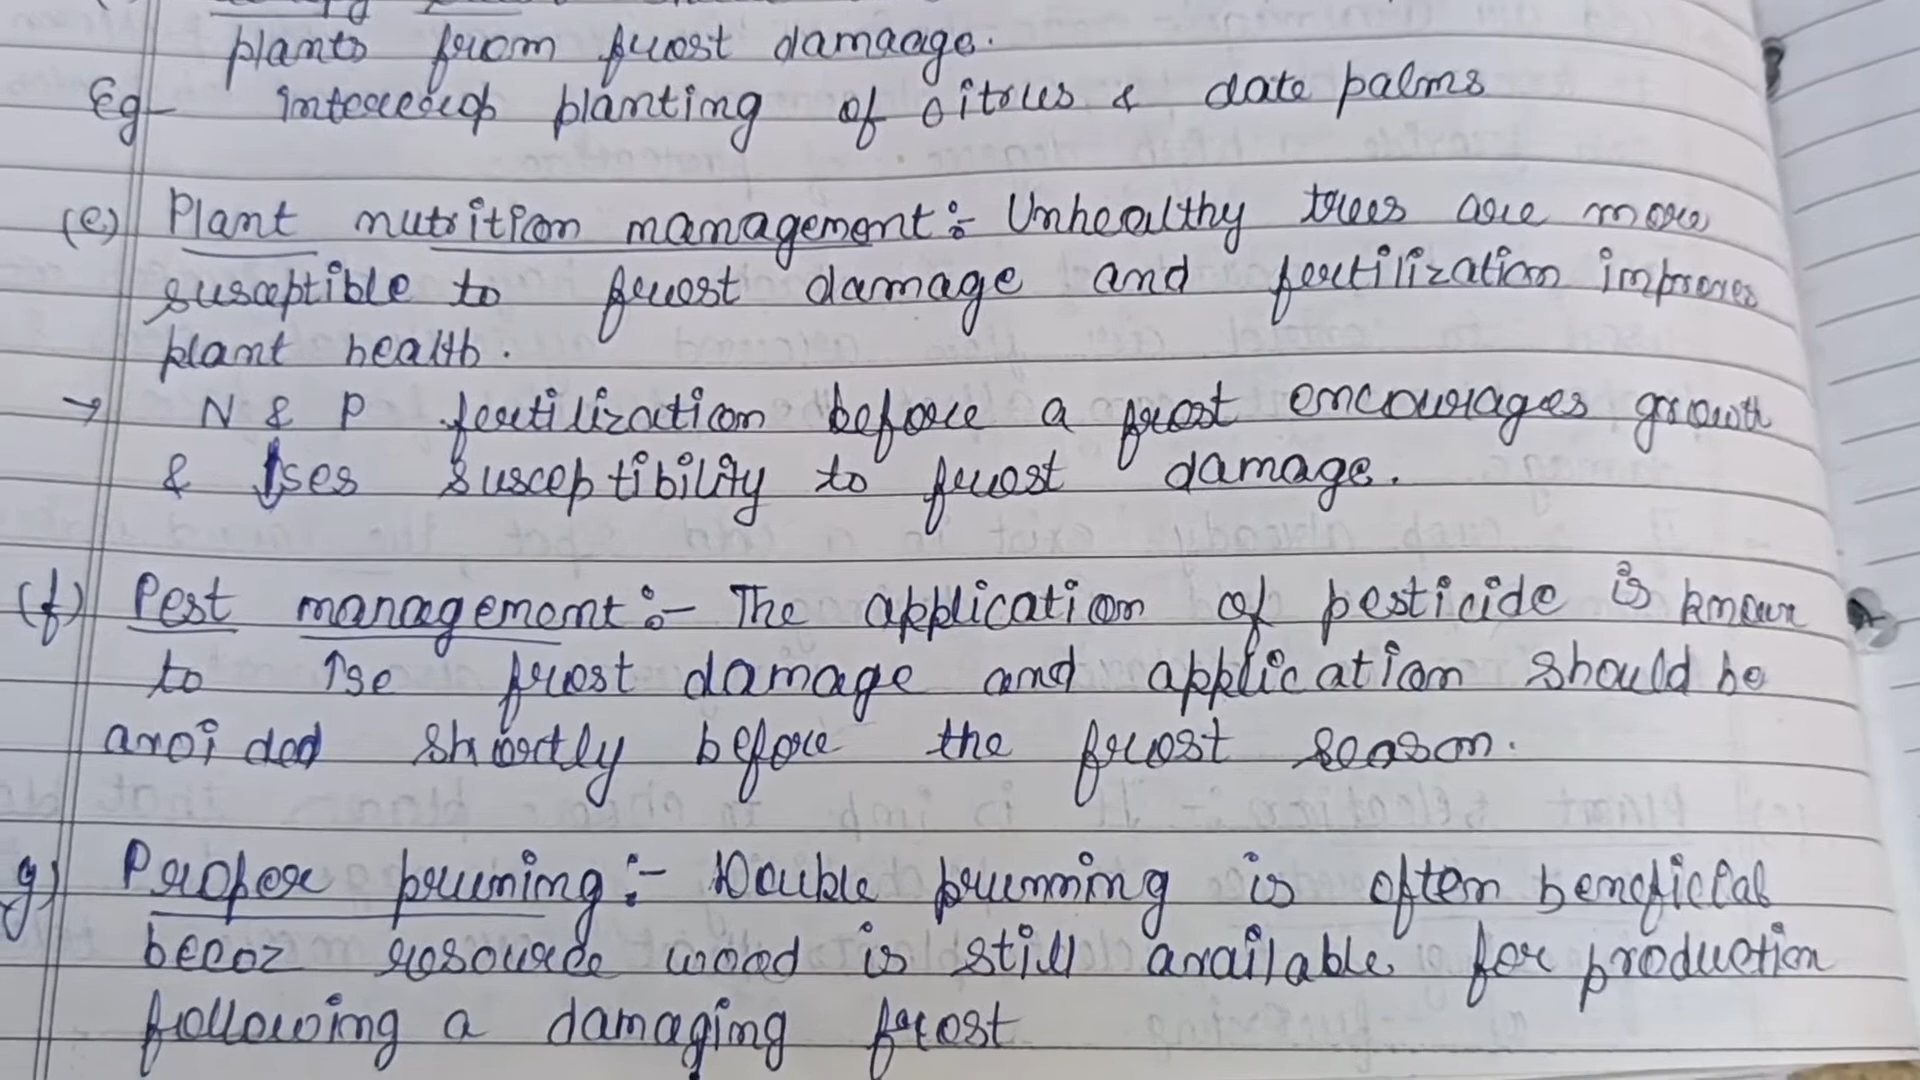 plants from frost damaage.
Eg- intercrop planting of citrus & date palms
(e) Plant nutrition management:- Unhealthy trees are more
susceptible to frost damage and fertilization improves
plant health.
→ N & P fertilization before a frost encourages growth
& ↑ses susceptibility to frost damage.
(f) Pest management:- The application of pesticide is known
to ↑se frost damage and application should be
avoided shortly before the frost season.
g) Proper pruning:- Double prunning is often beneficial
becoz resource wood is still available for production
following a damaging frost